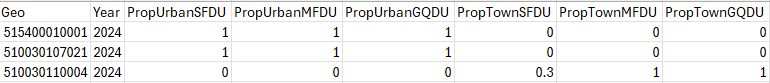 Geo Year PropUrbanSFDU PropUrbanMFDU PropUrbanGQDU PropTownSFDU PropTownMFDU PropTownGQDU
515400010001 2024 1 1 1 0 0 0
510030107021 2024 1 1 1 0 0 0
510030110004 2024 0 0 0 0.3 1 1